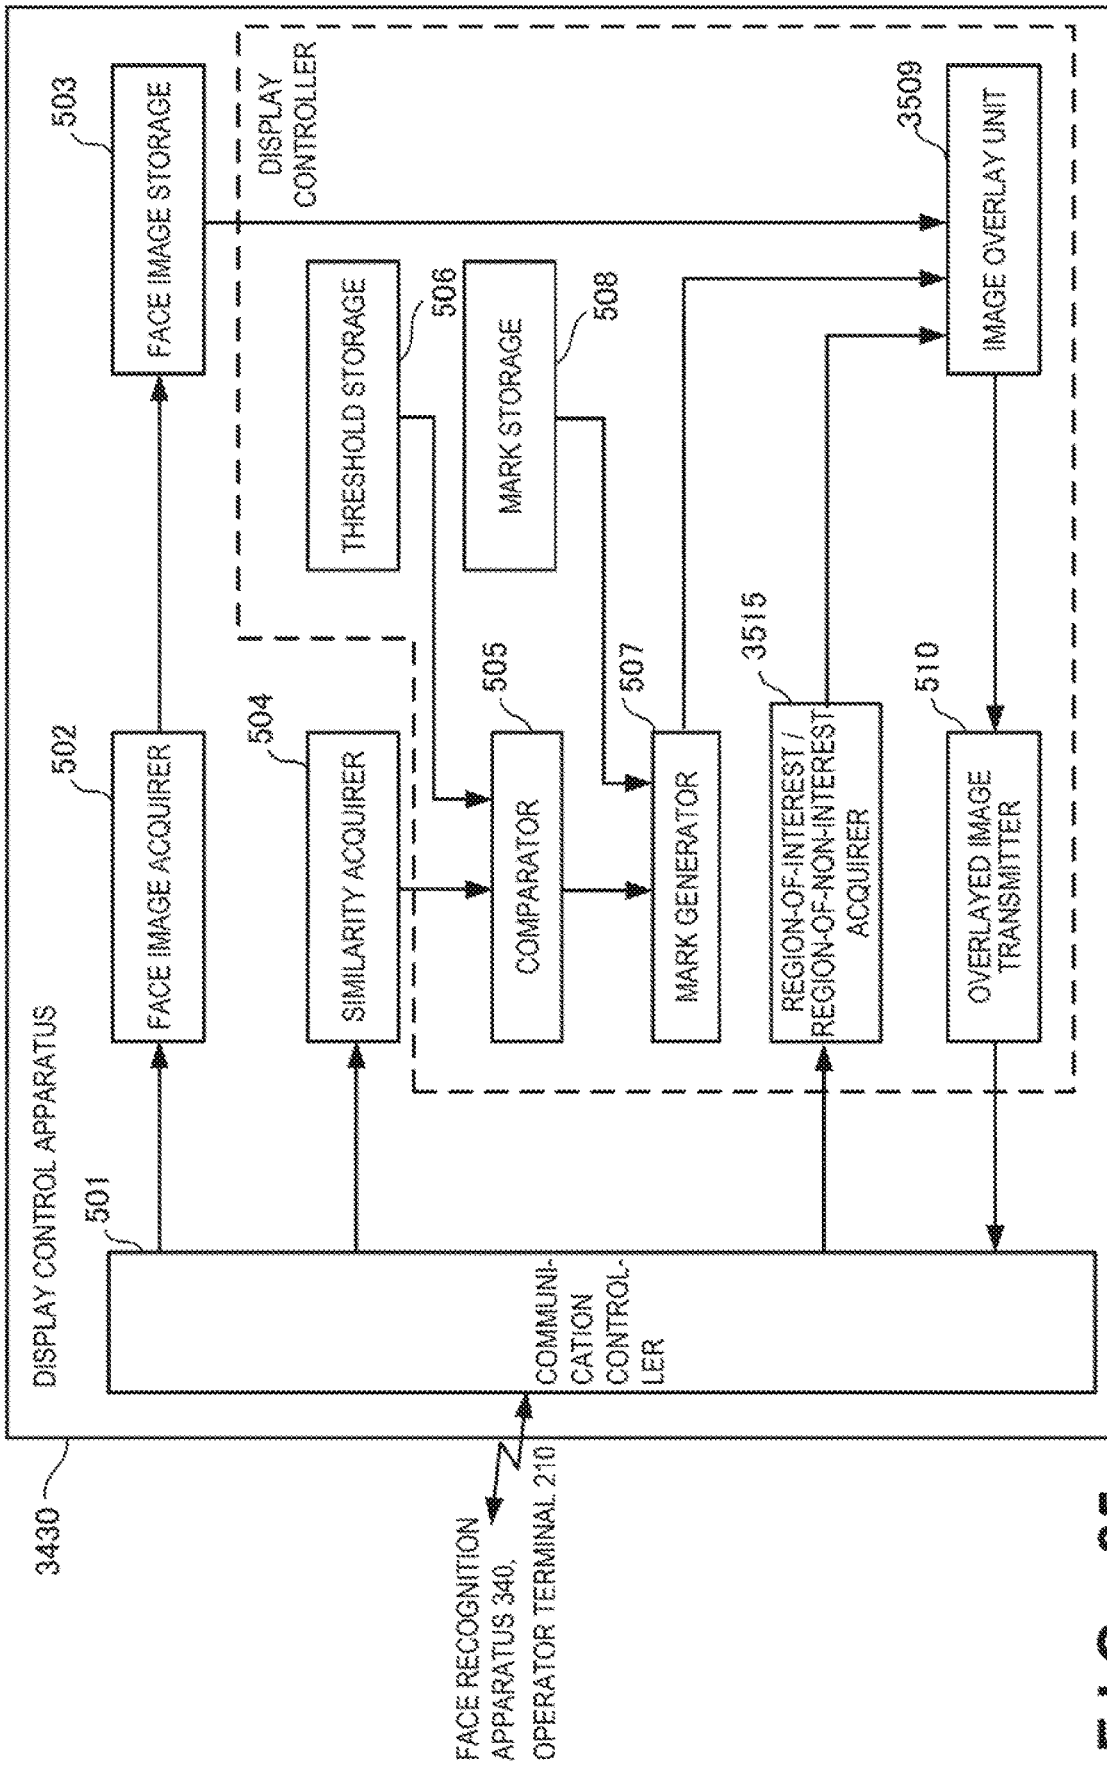 3430
DISPLAY CONTROL APPARATUS
501
COMMUNI-
CATION
CONTROL-
LER
FACE RECOGNITION
APPARATUS 340,
OPERATOR TERMINAL 210
502
FACE IMAGE ACQUIRER
503
FACE IMAGE STORAGE
504
SIMILARITY ACQUIRER
DISPLAY
CONTROLLER
THRESHOLD STORAGE
506
505
COMPARATOR
MARK STORAGE
508
507
MARK GENERATOR
3515
REGION-OF-INTEREST /
REGION-OF-NON-INTEREST
ACQUIRER
510
OVERLAYED IMAGE
TRANSMITTER
3509
IMAGE OVERLAY UNIT